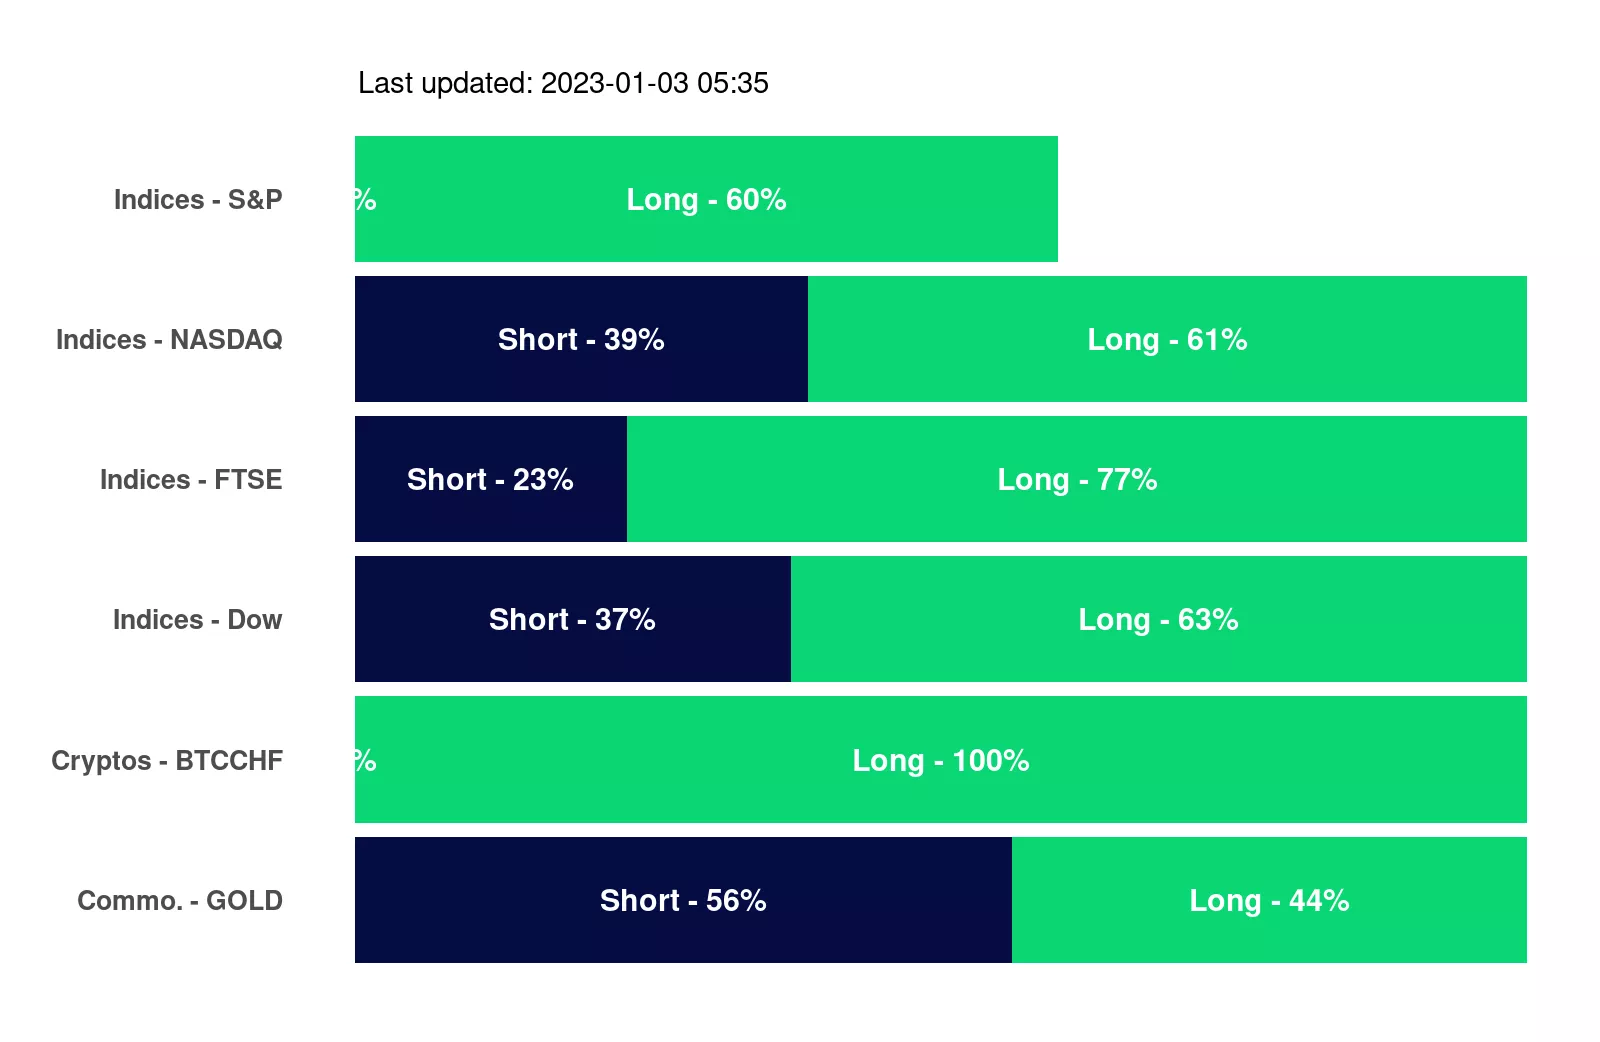 Last updated: 2023-01-03 05:35
Indices - S&P % Long - 60%
Indices - NASDAQ Short - 39% Long - 61%
Indices - FTSE Short - 23% Long - 77%
Indices - Dow Short - 37% Long - 63%
Cryptos - BTCCHF % Long - 100%
Commo. - GOLD Short - 56% Long - 44%